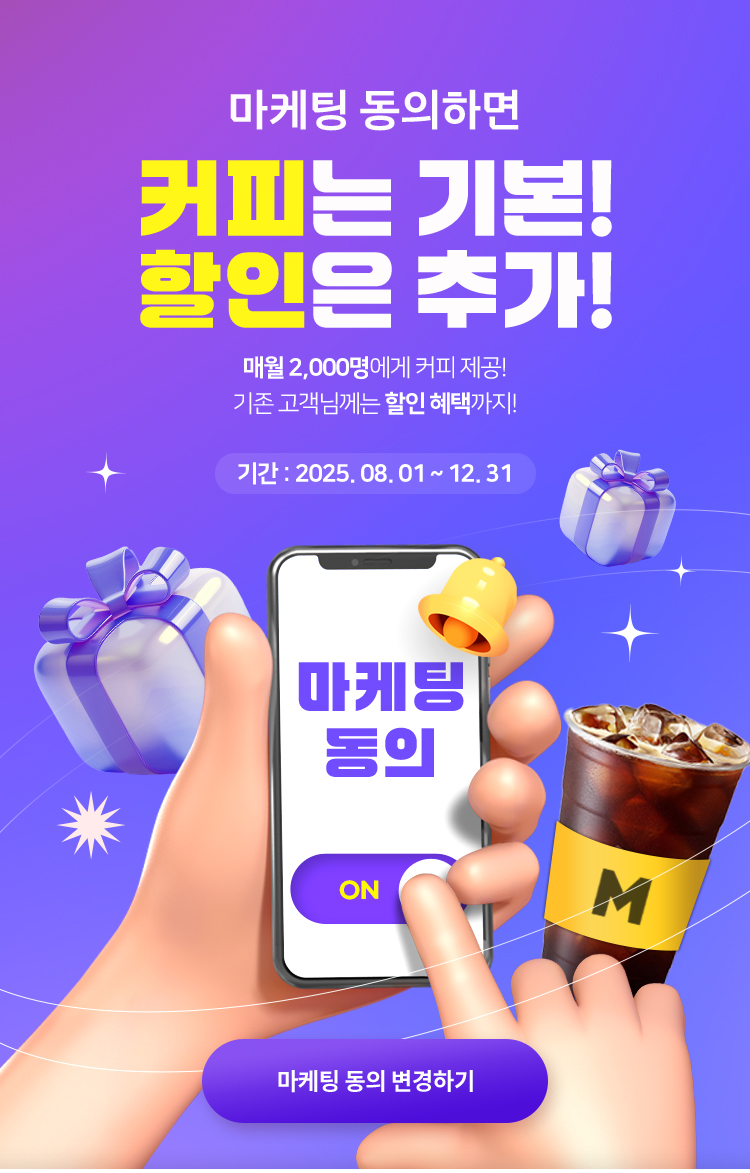 마케팅 동의하면
커피는 기본!
할인은 추가!
매월 2,000명에게 커피 제공!
기존 고객님께는 할인 혜택까지!
기간 : 2025. 08. 01 ~ 12. 31
마케팅
동의
ON
M
마케팅 동의 변경하기